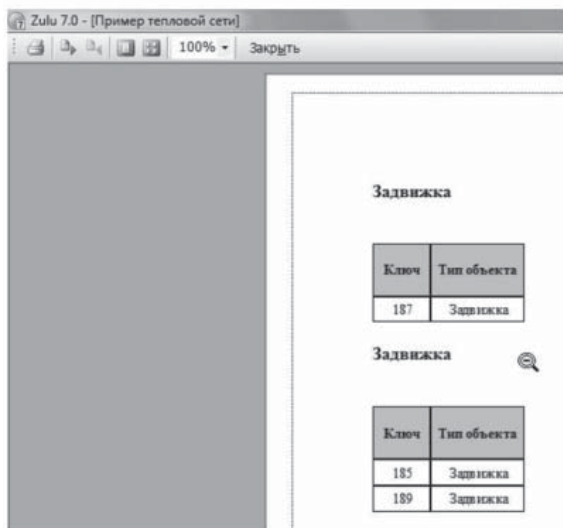 Zulu 7.0 - [Пример тепловой сети]
100% Закрыть
Задвижка
Ключ Тип объекта
187 Задвижка
Задвижка
Ключ Тип объекта
185 Задвижка
189 Задвижка